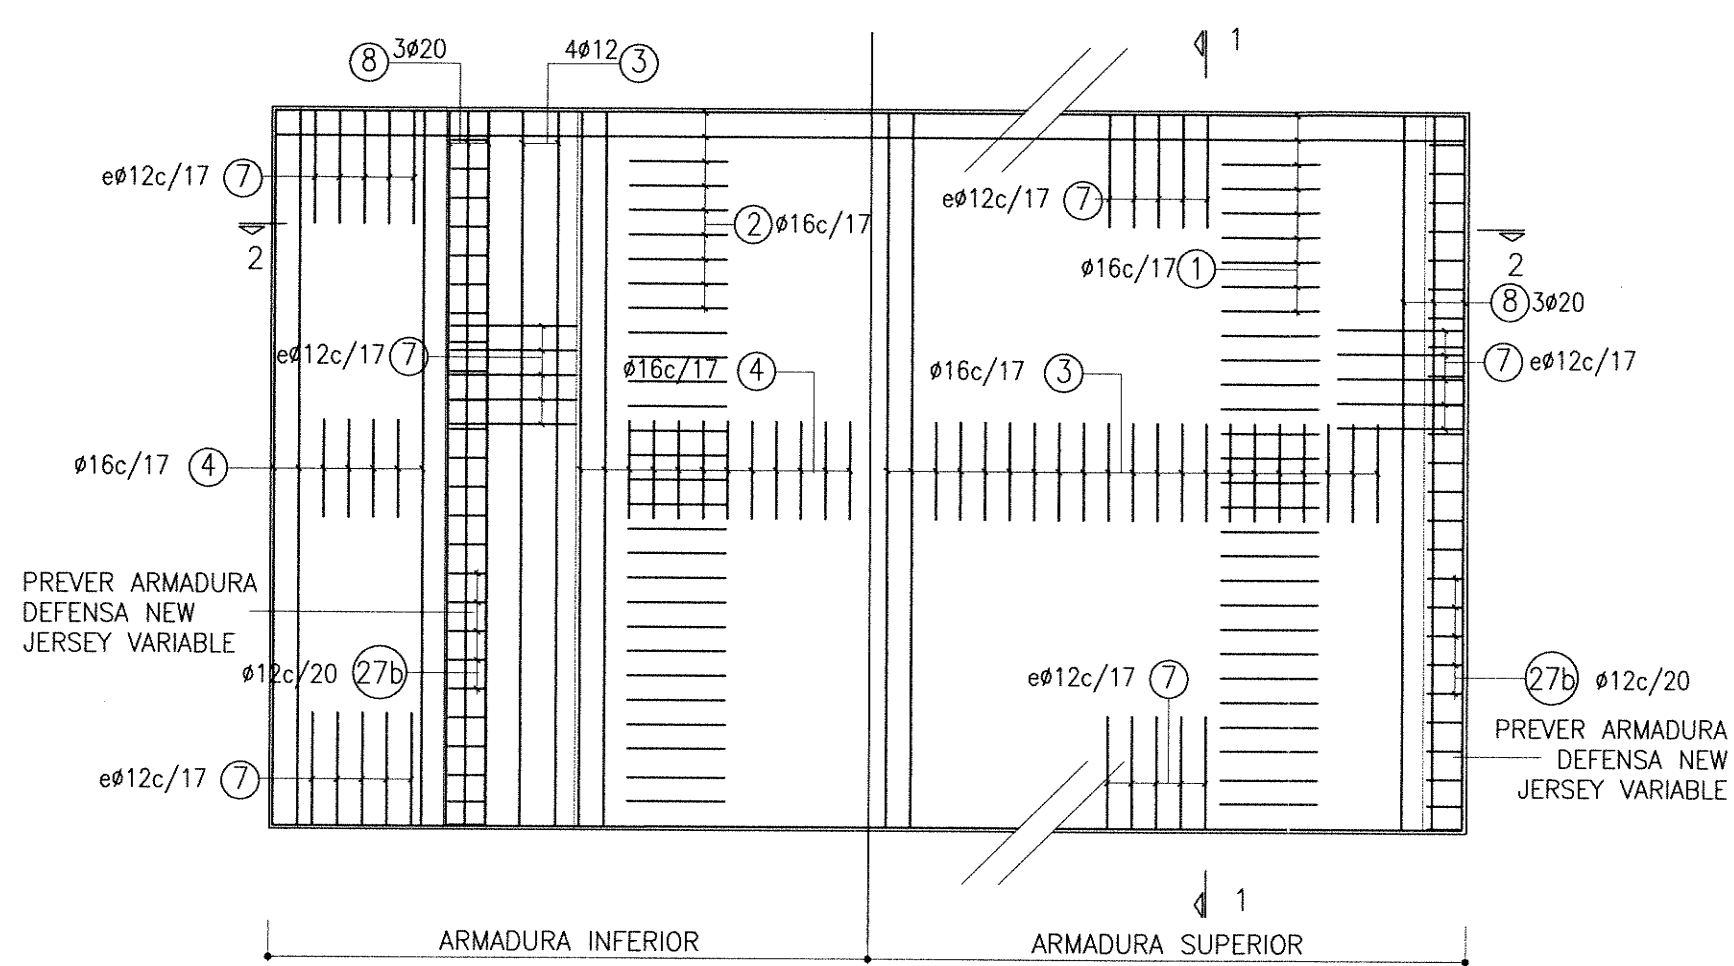 8 3ø20
4ø12 3
1
eø12c/17 7
2
2 ø16c/17
eø12c/17 7
ø16c/17 1
2
8 3ø20
eø12c/17 7
ø16c/17 4
ø16c/17 3
7 eø12c/17
ø16c/17 4
PREVER ARMADURA
DEFENSA NEW
JERSEY VARIABLE
ø12c/20 27b
eø12c/17 7
27b ø12c/20
PREVER ARMADURA
DEFENSA NEW
JERSEY VARIABLE
eø12c/17 7
1
ARMADURA INFERIOR
ARMADURA SUPERIOR